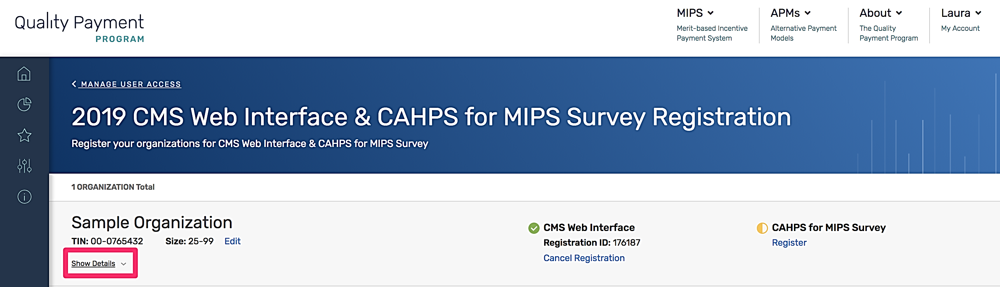 Quality Payment
PROGRAM
MIPS
Merit-based Incentive
Payment System
APMs
Alternative Payment
Models
About
The Quality
Payment Program
Laura
My Account
MANAGE USER ACCESS
2019 CMS Web Interface & CAHPS for MIPS Survey Registration
Register your organizations for CMS Web Interface & CAHPS for MIPS Survey
1 ORGANIZATION Total
Sample Organization
TIN: 00-0765432 Size: 25-99 Edit
Show Details
CMS Web Interface
Registration ID: 176187
Cancel Registration
CAHPS for MIPS Survey
Register